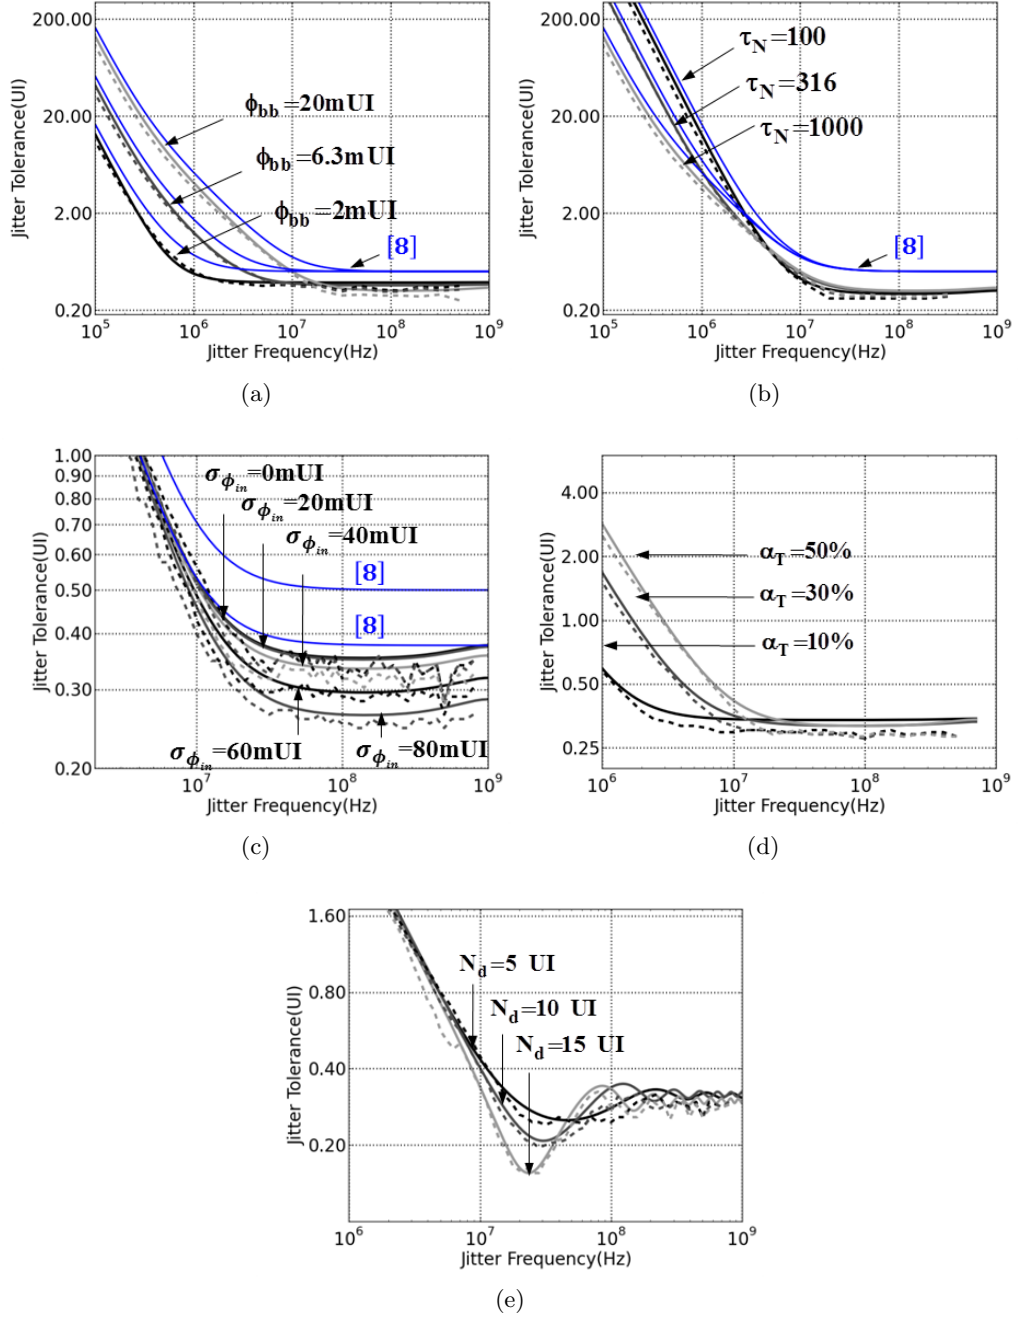 200.00
20.00
2.00
0.20
Jitter Tolerance(UI)
ϕbb=20mUI
ϕbb=6.3mUI
ϕbb=2mUI
[8]
10^5 10^6 10^7 10^8 10^9
Jitter Frequency(Hz)
(a)
200.00
20.00
2.00
0.20
Jitter Tolerance(UI)
τN=100
τN=316
τN=1000
[8]
10^5 10^6 10^7 10^8 10^9
Jitter Frequency(Hz)
(b)
1.00
0.90
0.80
0.70
0.60
0.50
0.40
0.30
0.20
Jitter Tolerance(UI)
σϕin=0mUI
σϕin=20mUI
σϕin=40mUI
[8]
[8]
σϕin=60mUI
σϕin=80mUI
10^7 10^8 10^9
Jitter Frequency(Hz)
(c)
4.00
2.00
1.00
0.50
0.25
Jitter Tolerance(UI)
αT=50%
αT=30%
αT=10%
10^6 10^7 10^8 10^9
Jitter Frequency(Hz)
(d)
1.60
0.80
0.40
0.20
Jitter Tolerance(UI)
Nd=5 UI
Nd=10 UI
Nd=15 UI
10^6 10^7 10^8 10^9
Jitter Frequency(Hz)
(e)